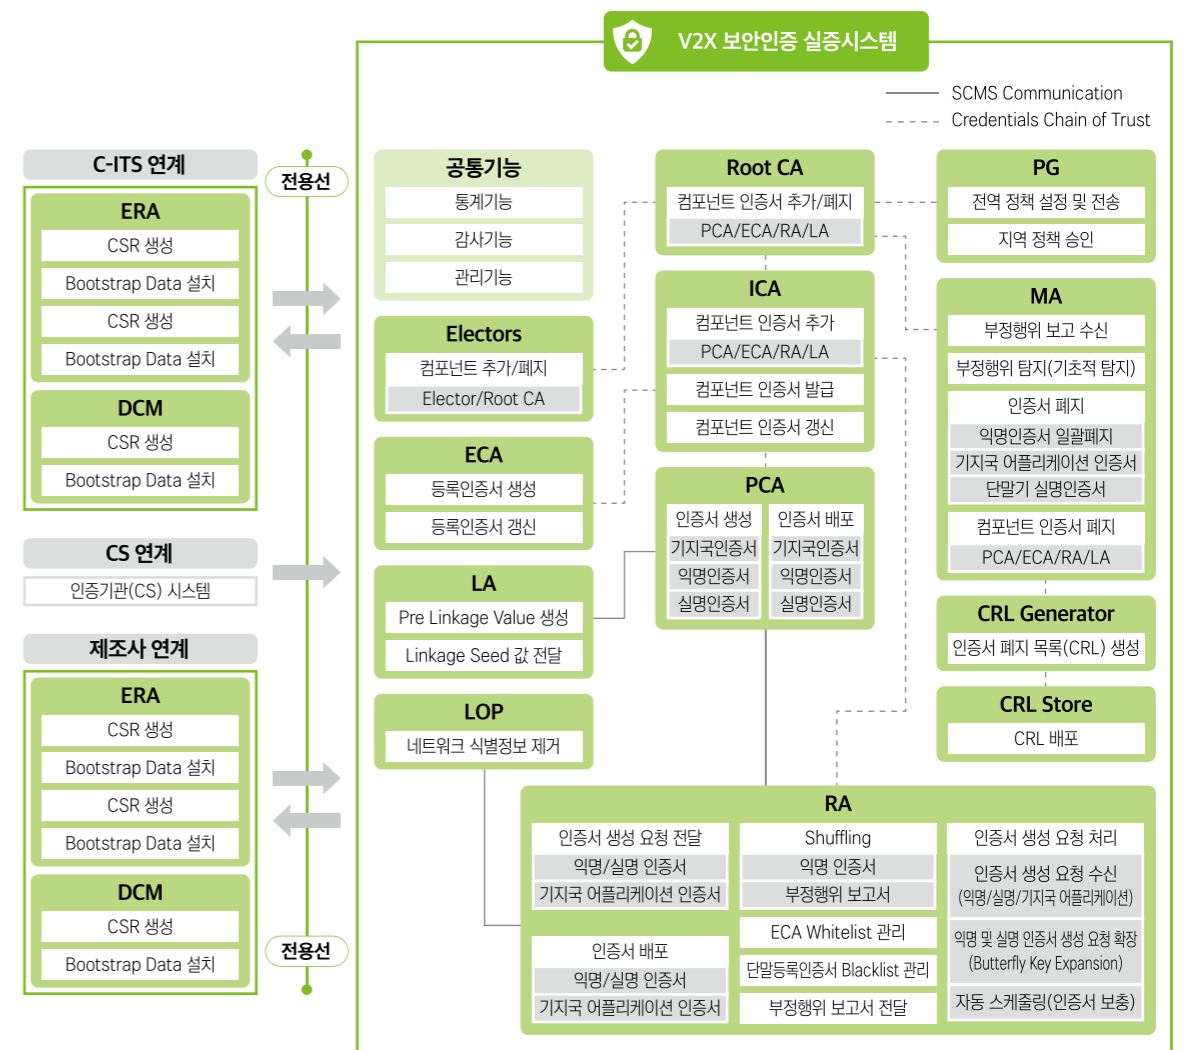 V2X 보안인증 실증시스템
SCMS Communication
Credentials Chain of Trust
C-ITS 연계
ERA
CSR 생성
Bootstrap Data 설치
CSR 생성
Bootstrap Data 설치
DCM
CSR 생성
Bootstrap Data 설치
CS 연계
인증기관(CS) 시스템
제조사 연계
ERA
CSR 생성
Bootstrap Data 설치
CSR 생성
Bootstrap Data 설치
DCM
CSR 생성
Bootstrap Data 설치
전용선
전용선
공통기능
통계기능
감사기능
관리기능
Electors
컴포넌트 추가/폐지
Elector/Root CA
ECA
등록인증서 생성
등록인증서 갱신
LA
Pre Linkage Value 생성
Linkage Seed 값 전달
LOP
네트워크 식별정보 제거
Root CA
컴포넌트 인증서 추가/폐지
PCA/ECA/RA/LA
ICA
컴포넌트 인증서 추가
PCA/ECA/RA/LA
컴포넌트 인증서 발급
컴포넌트 인증서 갱신
PCA
인증서 생성
기지국인증서
익명인증서
실명인증서
인증서 배포
기지국인증서
익명인증서
실명인증서
PG
전역 정책 설정 및 전송
지역 정책 승인
MA
부정행위 보고 수신
부정행위 탐지(기초적 탐지)
인증서 폐지
익명인증서 일괄폐지
기지국 어플리케이션 인증서
단말기 실명인증서
컴포넌트 인증서 폐지
PCA/ECA/RA/LA
CRL Generator
인증서 폐지 목록(CRL) 생성
CRL Store
CRL 배포
RA
인증서 생성 요청 전달
익명/실명 인증서
기지국 어플리케이션 인증서
인증서 배포
익명/실명 인증서
기지국 어플리케이션 인증서
Shuffling
익명 인증서
부정행위 보고서
ECA Whitelist 관리
단말등록인증서 Blacklist 관리
부정행위 보고서 전달
인증서 생성 요청 처리
인증서 생성 요청 수신
(익명/실명/기지국 어플리케이션)
익명 및 실명 인증서 생성 요청 확장
(Butterfly Key Expansion)
자동 스케줄링(인증서 보충)